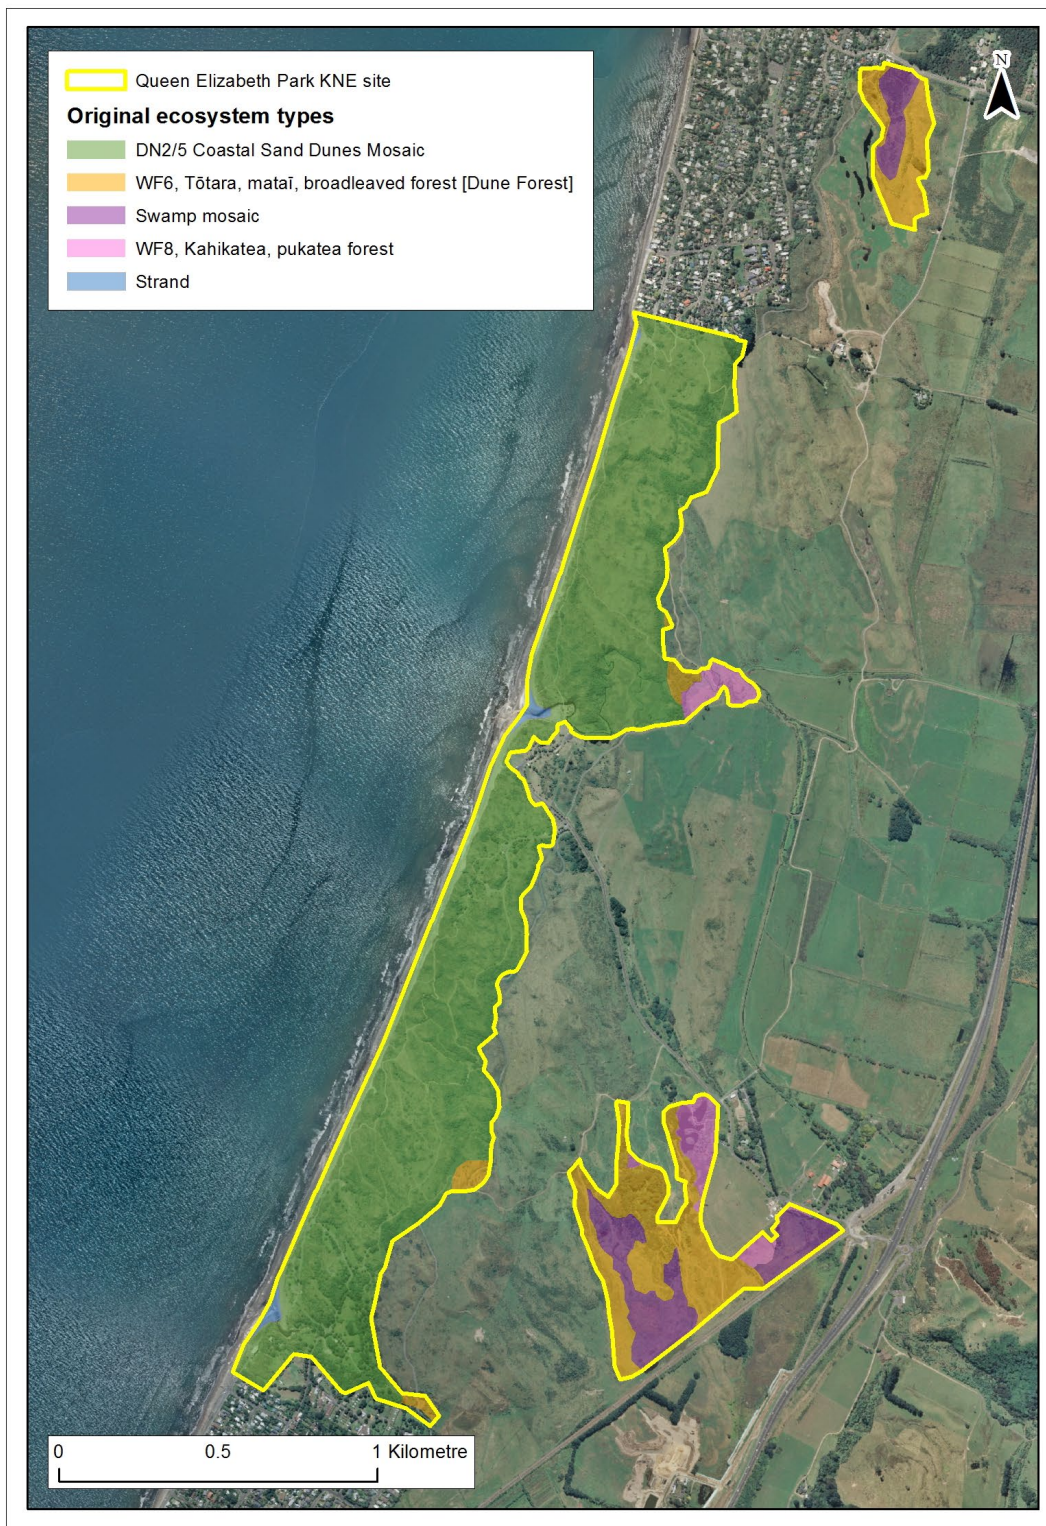 N
Queen Elizabeth Park KNE site
Original ecosystem types
DN2/5 Coastal Sand Dunes Mosaic
WF6, Tōtara, mataī, broadleaved forest [Dune Forest]
Swamp mosaic
WF8, Kahikatea, pukatea forest
Strand
0 0.5 1 Kilometre